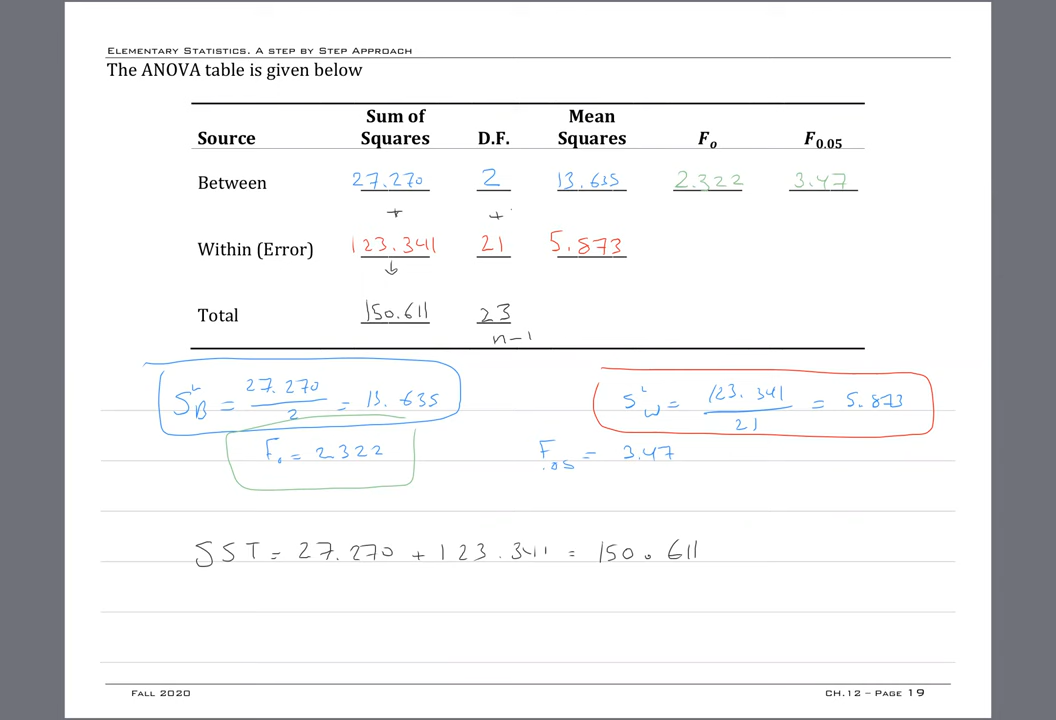 ELEMENTARY STATISTICS. A STEP BY STEP APPROACH
The ANOVA table is given below
Source Sum of Squares D.F. Mean Squares Fo F0.05
Between 27.270 2 13.635 2.322 3.47
+ +
Within (Error) 123.341 21 5.873
↓
Total 150.611 23
n-1
S²B = 27.270 / 2 = 13.635 S²w = 123.341 / 21 = 5.873
Fo = 2.322 F.05 = 3.47
SST = 27.270 + 123.341 = 150.611
FALL 2020 CH.12 – PAGE 19